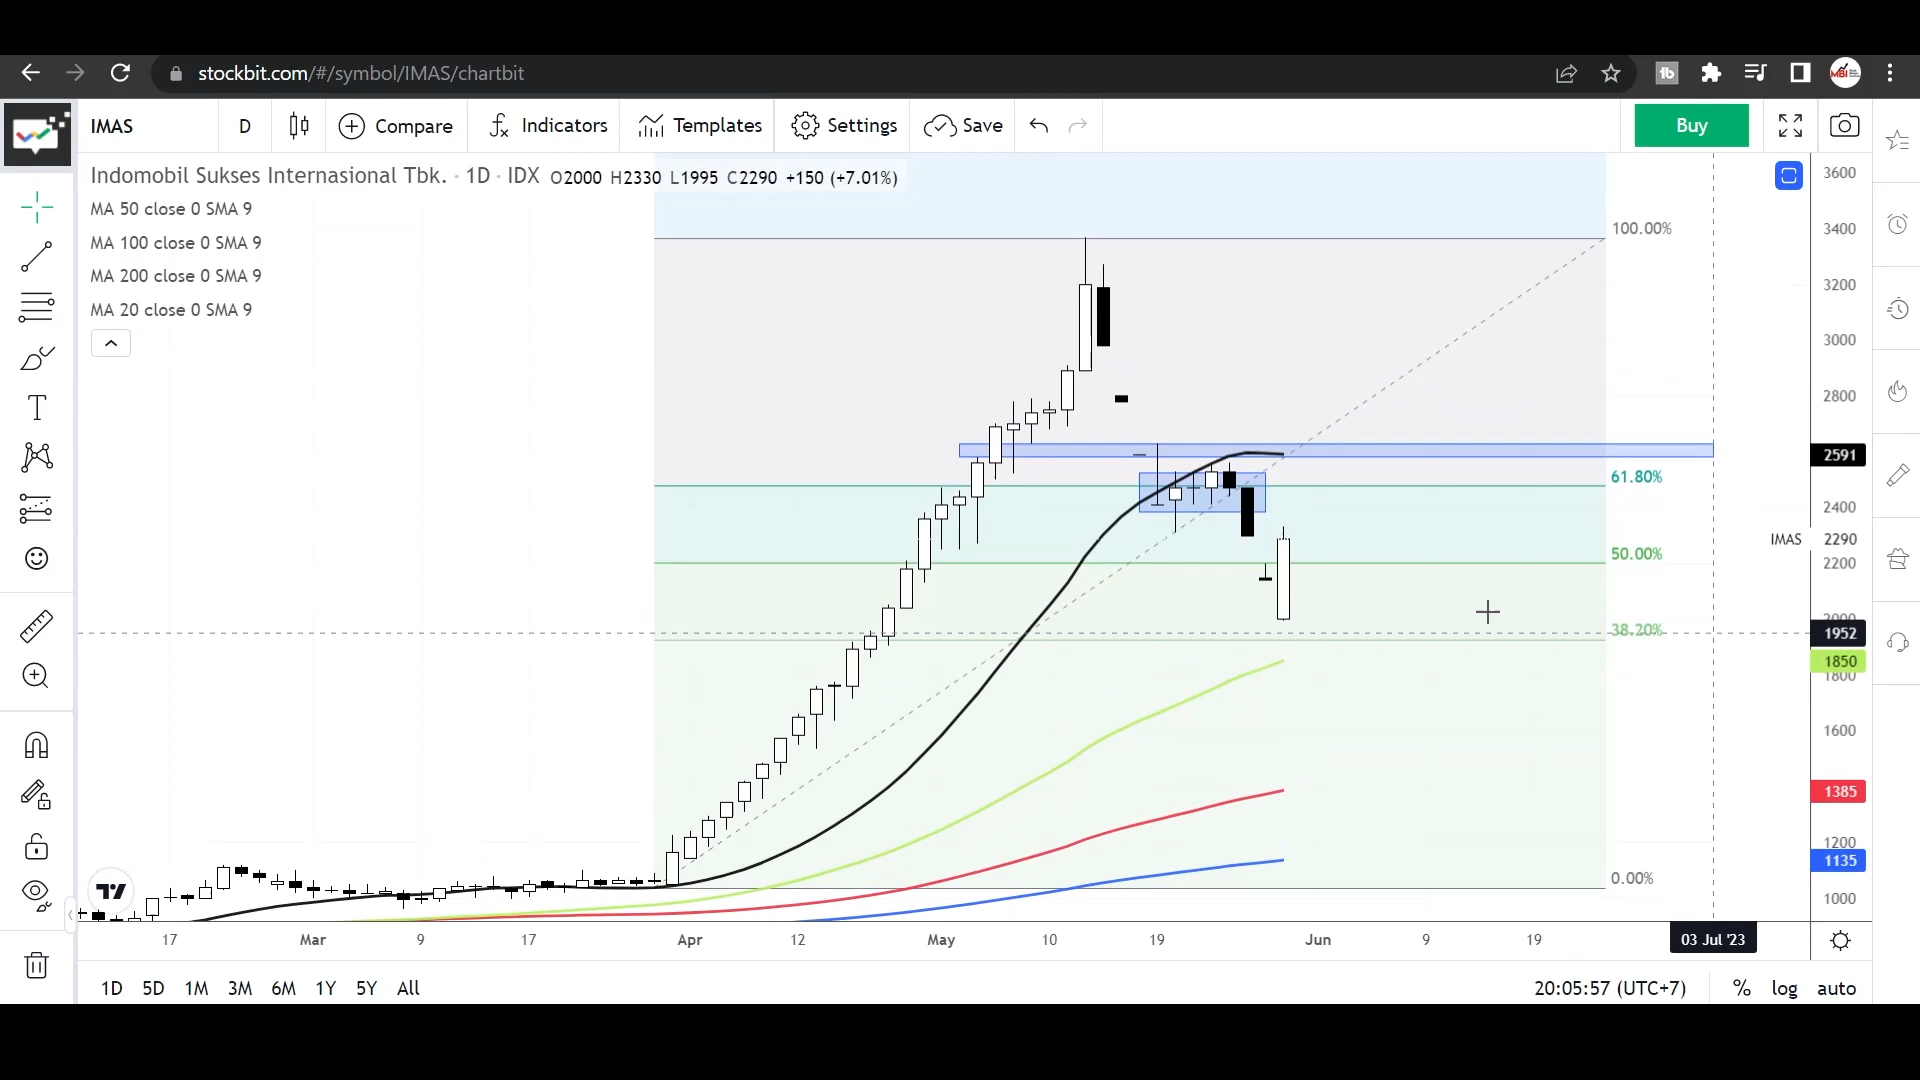 stockbit.com/#/symbol/IMAS/chartbit
IMAS D Compare Indicators Templates Settings Save Buy
Indomobil Sukses Internasional Tbk. · 1D · IDX O2000 H2330 L1995 C2290 +150 (+7.01%)
MA 50 close 0 SMA 9
MA 100 close 0 SMA 9
MA 200 close 0 SMA 9
MA 20 close 0 SMA 9
3600
100.00% 3400
3200
3000
2800
2591
61.80%
2400
IMAS 2290
50.00% 2200
2000
38.20% 1952
1850
1800
1600
1385
1200
1135
0.00%
1000
17 Mar 9 17 Apr 12 May 10 19 Jun 9 19 03 Jul '23
1D 5D 1M 3M 6M 1Y 5Y All 20:05:57 (UTC+7) % log auto